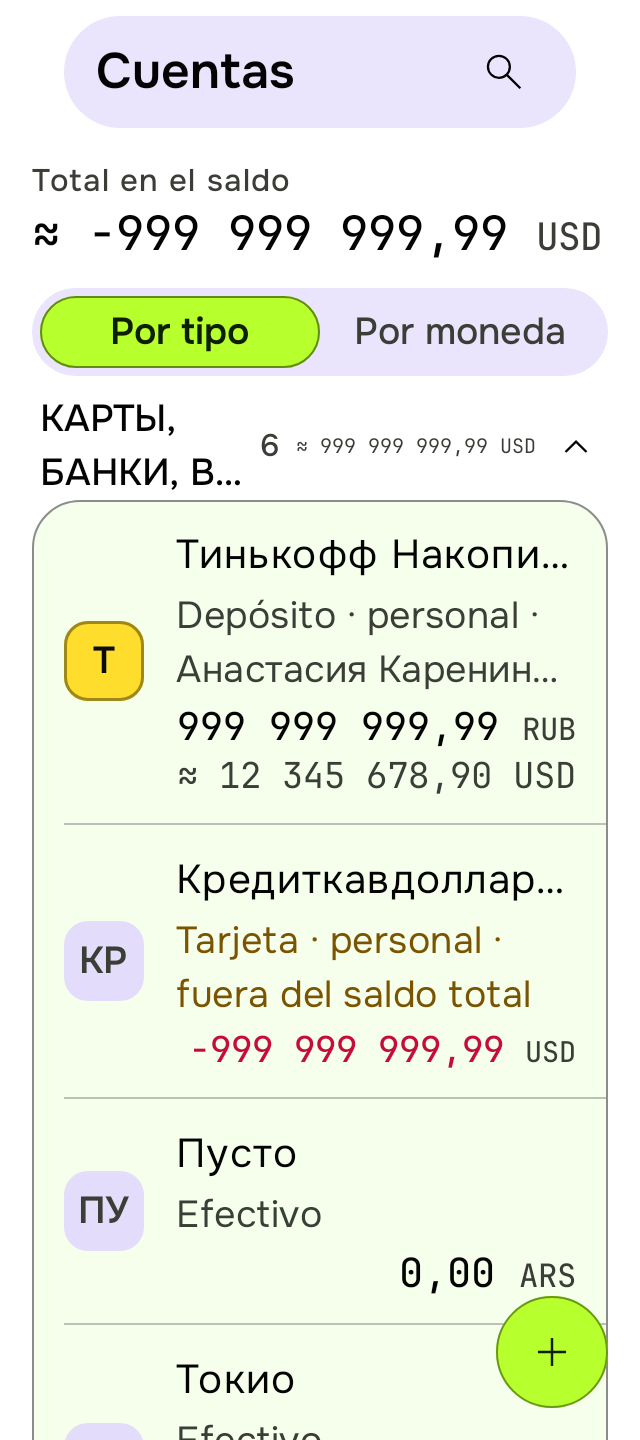 Cuentas
Total en el saldo
≈ -999 999 999,99 USD
Por tipo
Por moneda
КАРТЫ,
БАНКИ, В...
6 ≈ 999 999 999,99 USD
Тинькофф Накопи...
Depósito · personal ·
Анастасия Каренин...
T
999 999 999,99 RUB
≈ 12 345 678,90 USD
Кредиткавдоллар...
КР
Tarjeta · personal ·
fuera del saldo total
-999 999 999,99 USD
Пусто
ПУ
Efectivo
0,00 ARS
Токио
Efectivo